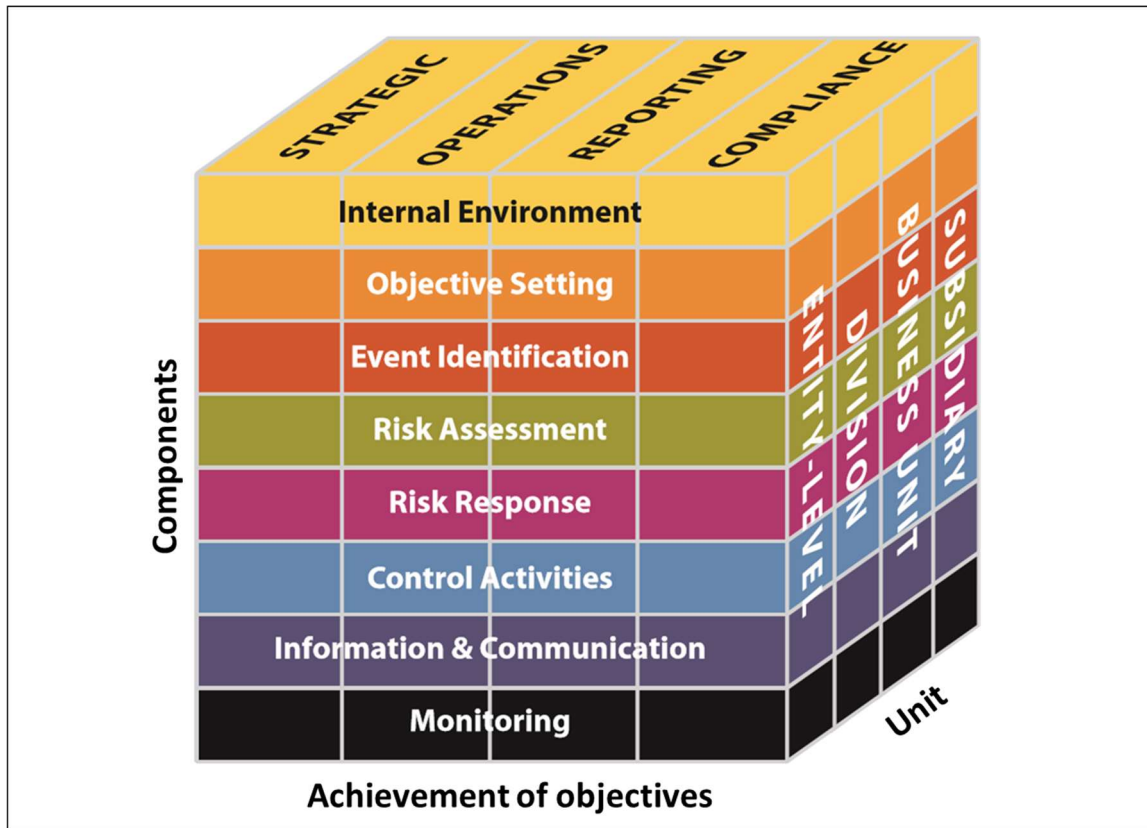 STRATEGIC
OPERATIONS
REPORTING
COMPLIANCE
Internal Environment
Objective Setting
Event Identification
Risk Assessment
Risk Response
Control Activities
Information & Communication
Monitoring
ENTITY-LEVEL
DIVISION
BUSINESS UNIT
SUBSIDIARY
Components
Unit
Achievement of objectives